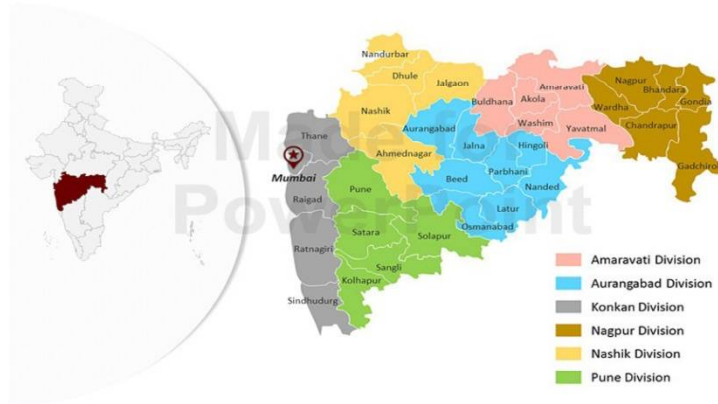 Nandurbar
Dhule
Jalgaon
Nashik
Ahmednagar
Buldhana
Akola
Amaravati
Washim
Yavatmal
Nagpur
Bhandara
Gondia
Wardha
Chandrapur
Gadchiroli
Aurangabad
Jalna
Hingoli
Parbhani
Beed
Nanded
Latur
Osmanabad
Thane
Mumbai
Raigad
Ratnagiri
Sindhudurg
Pune
Satara
Solapur
Sangli
Kolhapur
Made for
PowerPoint
Amaravati Division
Aurangabad Division
Konkan Division
Nagpur Division
Nashik Division
Pune Division